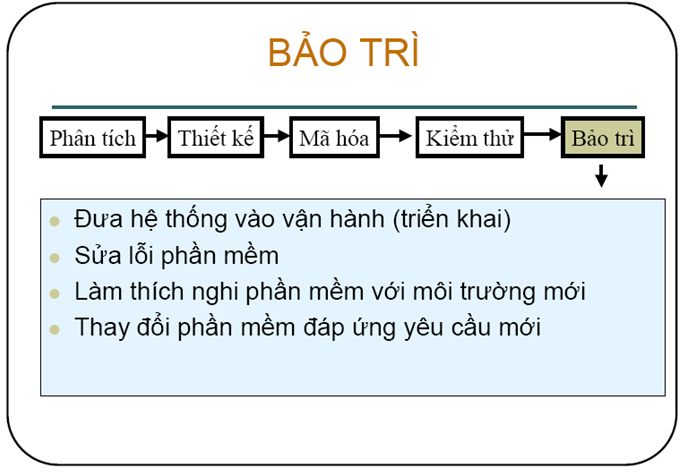 BẢO TRÌ
Phân tích Thiết kế Mã hóa Kiểm thử Bảo trì
Đưa hệ thống vào vận hành (triển khai)
Sửa lỗi phần mềm
Làm thích nghi phần mềm với môi trường mới
Thay đổi phần mềm đáp ứng yêu cầu mới